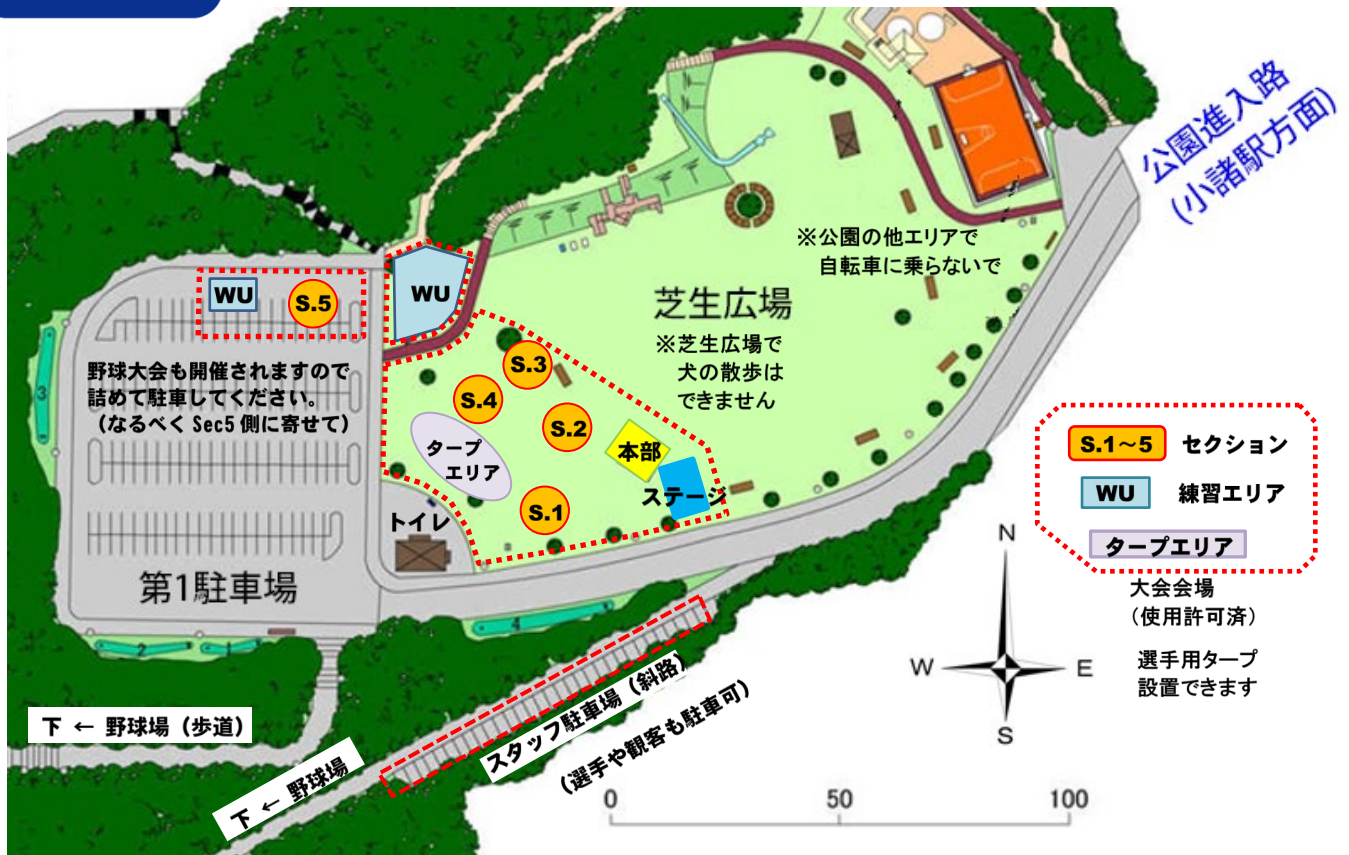 公園進入路
(小諸駅方面)
※公園の他エリアで
自転車に乗らないで
WU
S.5
WU
芝生広場
※芝生広場で
犬の散歩は
できません
野球大会も開催されますので
詰めて駐車してください。
(なるべく Sec5 側に寄せて)
3
S.3
S.4
S.2
タープ
エリア
本部
ステージ
S.1
トイレ
第1駐車場
S.1~5 セクション
WU 練習エリア
タープエリア
大会会場
(使用許可済)
選手用タープ
設置できます
N
W
E
S
4
2
1
下 ← 野球場 (歩道)
下 ← 野球場
スタッフ駐車場 (斜路)
(選手や観客も駐車可)
0 50 100